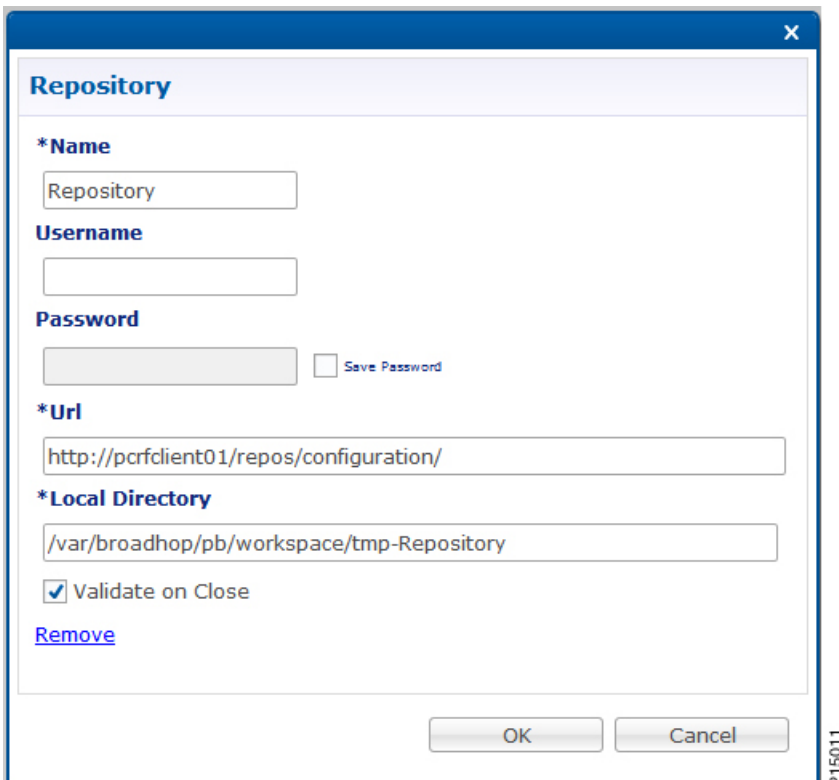 x
Repository
*Name
Repository
Username
Password
Save Password
*Url
http://pcrfclient01/repos/configuration/
*Local Directory
/var/broadhop/pb/workspace/tmp-Repository
Validate on Close
Remove
OK Cancel